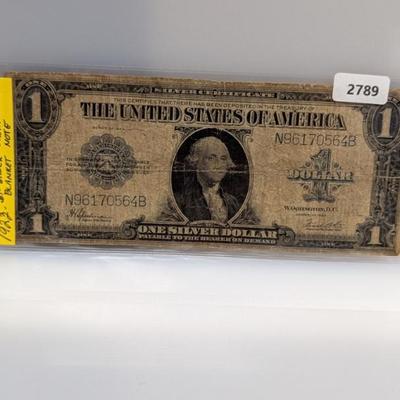 2789
SILVER CERTIFICATE
1 THIS CERTIFIES THAT THERE HAS BEEN DEPOSITED IN THE TREASURY OF 1
THE UNITED STATES OF AMERICA
N96170564B
1
DOLLAR
N96170564B
WASHINGTON, D.C.
1 ONE SILVER DOLLAR 1
PAYABLE TO THE BEARER ON DEMAND
BLANKET NOTE